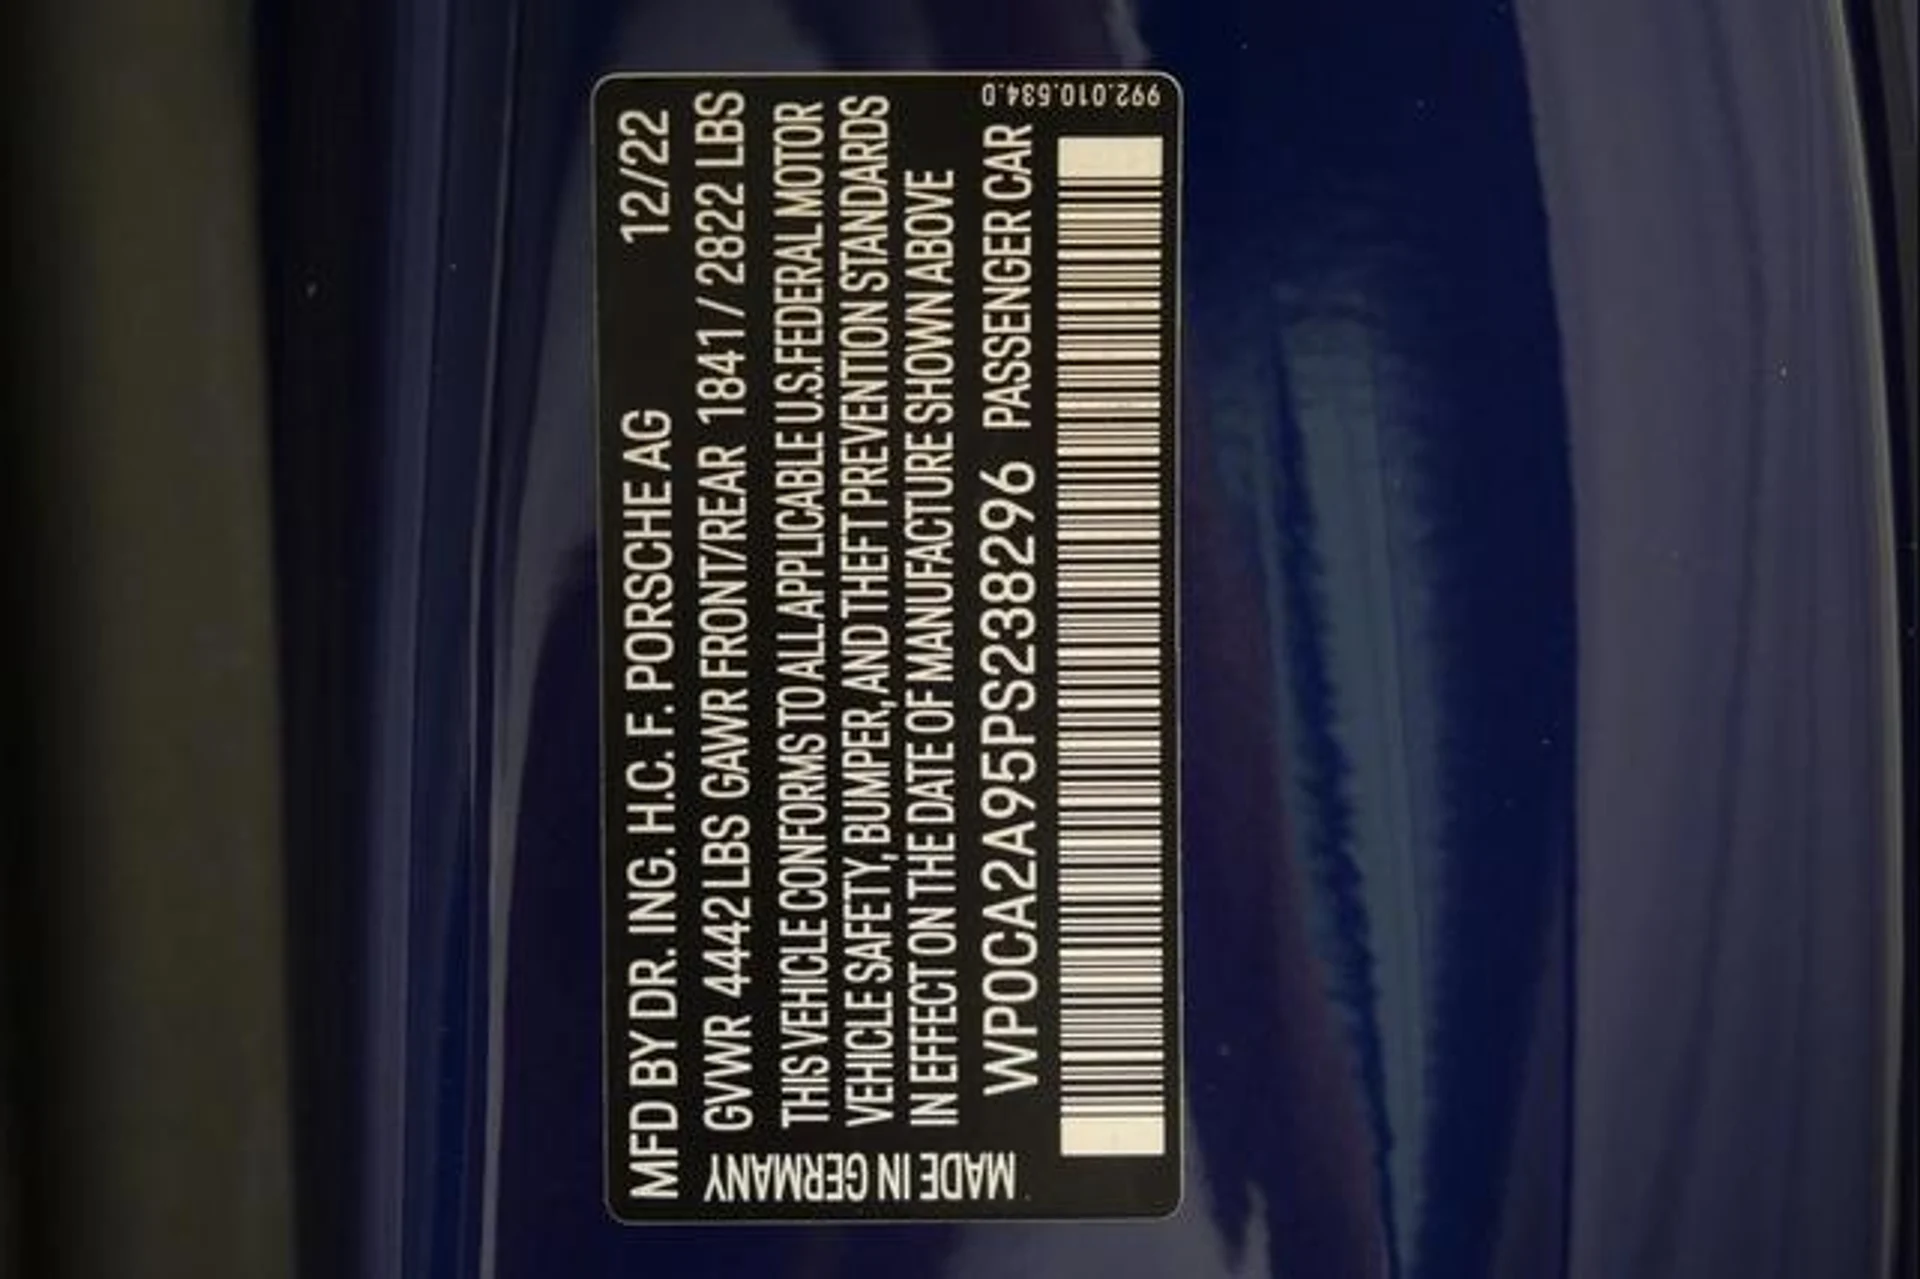 MFD BY DR. ING. H.C. F. PORSCHE AG 12/22
GVWR 4442 LBS GAWR FRONT/REAR 1841 / 2822 LBS
THIS VEHICLE CONFORMS TO ALL APPLICABLE U.S.FEDERAL MOTOR
VEHICLE SAFETY, BUMPER, AND THEFT PREVENTION STANDARDS
IN EFFECT ON THE DATE OF MANUFACTURE SHOWN ABOVE
WP0CA2A95PS238296 PASSENGER CAR
MADE IN GERMANY
992.010.634.D